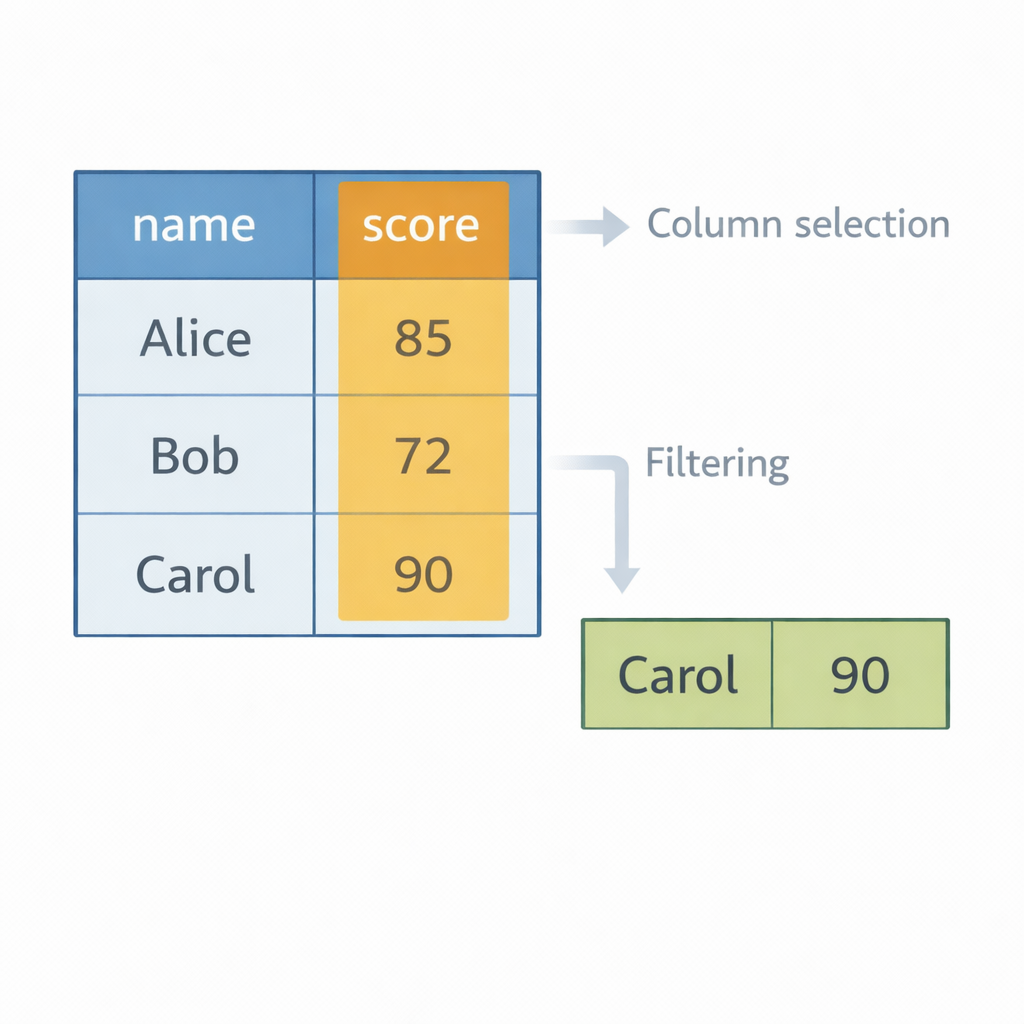 name score Column selection
Alice 85
Bob 72 Filtering
Carol 90
Carol 90